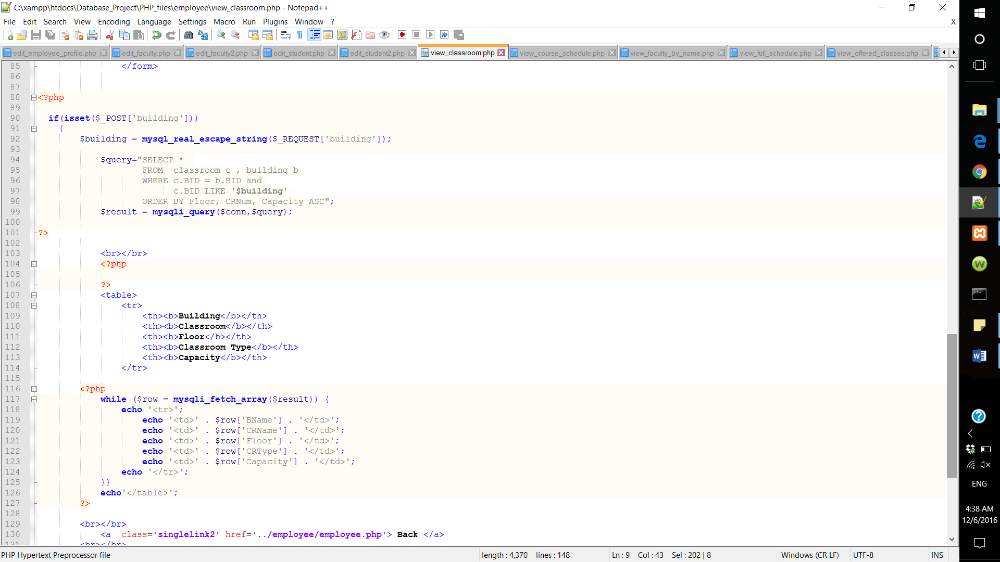 C:\xampp\htdocs\Database_Project\PHP_files\employee\view_classroom.php - Notepad++
File Edit Search View Encoding Language Settings Macro Run Plugins Window ? X
edit_employee_profile.php edit_faculty.php edit_faculty2.php edit_student.php edit_student2.php view_classroom.php view_course_schedule.php view_faculty_by_name.php view_full_schedule.php view_offered_classes.php
85 </form>
86
87
88 <?php
89
90 if(isset($_POST['building']))
91 {
92 $building = mysql_real_escape_string($_REQUEST['building']);
93
94 $query="SELECT *
95 FROM  classroom c , building b
96 WHERE c.BID = b.BID and
97 c.BID LIKE '$building'
98 ORDER BY Floor, CRNum, Capacity ASC";
99 $result = mysqli_query($conn,$query);
100
101 ?>
102
103 <br></br>
104 <?php
105
106 ?>
107 <table>
108 <tr>
109 <th><b>Building</b></th>
110 <th><b>Classroom</b></th>
111 <th><b>Floor</b></th>
112 <th><b>Classroom Type</b></th>
113 <th><b>Capacity</b></th>
114 </tr>
115
116 <?php
117 while ($row = mysqli_fetch_array($result)) {
118 echo '<tr>';
119 echo '<td>' . $row['BName'] . '</td>';
120 echo '<td>' . $row['CRName'] . '</td>';
121 echo '<td>' . $row['Floor'] . '</td>';
122 echo '<td>' . $row['CRType'] . '</td>';
123 echo '<td>' . $row['Capacity'] . '</td>';
124 echo '</tr>';
125 }}
126 echo'</table>';
127 ?>
128
129 <br></br>
130 <a  class='singlelink2' href='../employee/employee.php'> Back </a>
131 <br></br>
PHP Hypertext Preprocessor file length : 4,370 lines : 148 Ln : 9 Col : 43 Sel : 202 | 8 Windows (CR LF) UTF-8 INS
ENG
4:38 AM
12/6/2016